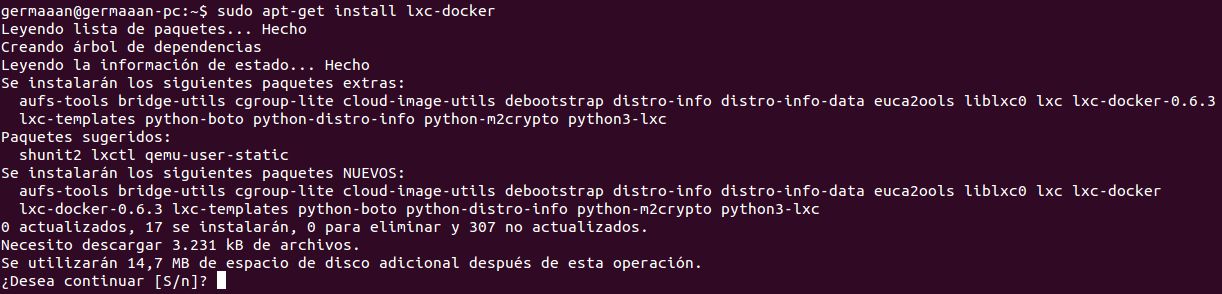 germaaan@germaaan-pc:~$ sudo apt-get install lxc-docker
Leyendo lista de paquetes... Hecho
Creando árbol de dependencias
Leyendo la información de estado... Hecho
Se instalarán los siguientes paquetes extras:
  aufs-tools bridge-utils cgroup-lite cloud-image-utils debootstrap distro-info distro-info-data euca2ools liblxc0 lxc lxc-docker-0.6.3
  lxc-templates python-boto python-distro-info python-m2crypto python3-lxc
Paquetes sugeridos:
  shunit2 lxctl qemu-user-static
Se instalarán los siguientes paquetes NUEVOS:
  aufs-tools bridge-utils cgroup-lite cloud-image-utils debootstrap distro-info distro-info-data euca2ools liblxc0 lxc lxc-docker
  lxc-docker-0.6.3 lxc-templates python-boto python-distro-info python-m2crypto python3-lxc
0 actualizados, 17 se instalarán, 0 para eliminar y 307 no actualizados.
Necesito descargar 3.231 kB de archivos.
Se utilizarán 14,7 MB de espacio de disco adicional después de esta operación.
¿Desea continuar [S/n]?